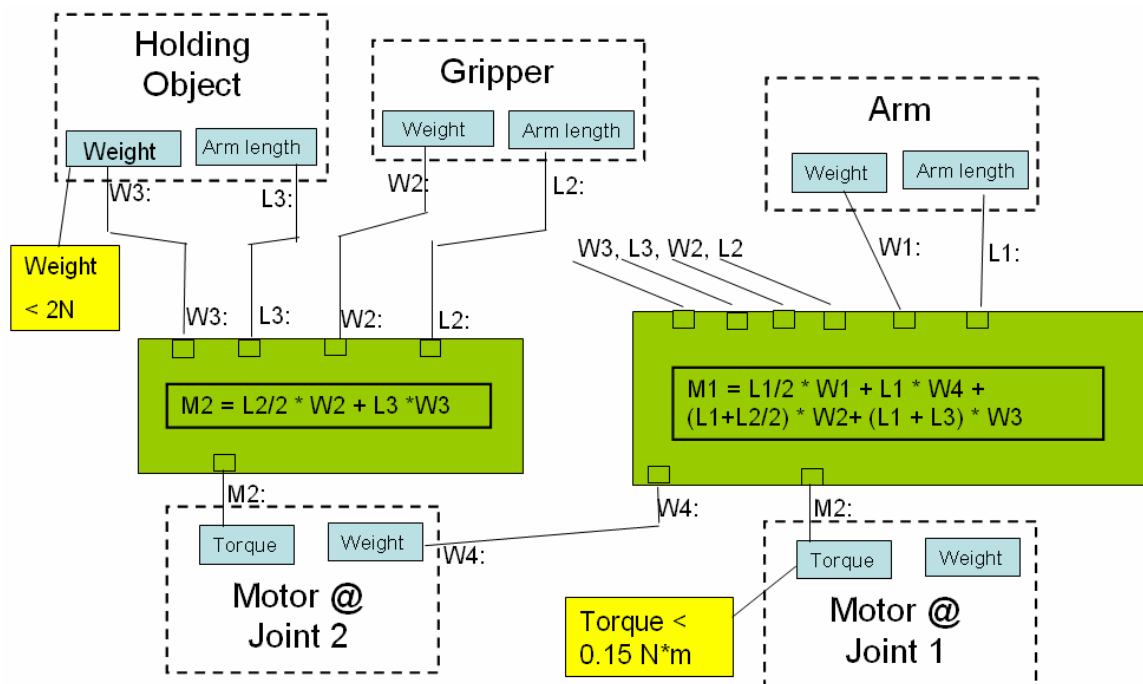 Holding
Object
Weight
Arm length
W3:
L3:
Gripper
Weight
Arm length
W2:
L2:
Arm
Weight
Arm length
W1:
L1:
Weight
< 2N
W3, L3, W2, L2
W3:
L3:
W2:
L2:
M2 = L2/2 * W2 + L3 *W3
M1 = L1/2 * W1 + L1 * W4 +
(L1+L2/2) * W2+ (L1 + L3) * W3
M2:
W4:
W4:
M2:
Torque
Weight
Motor @
Joint 2
Torque <
0.15 N*m
Torque
Weight
Motor @
Joint 1